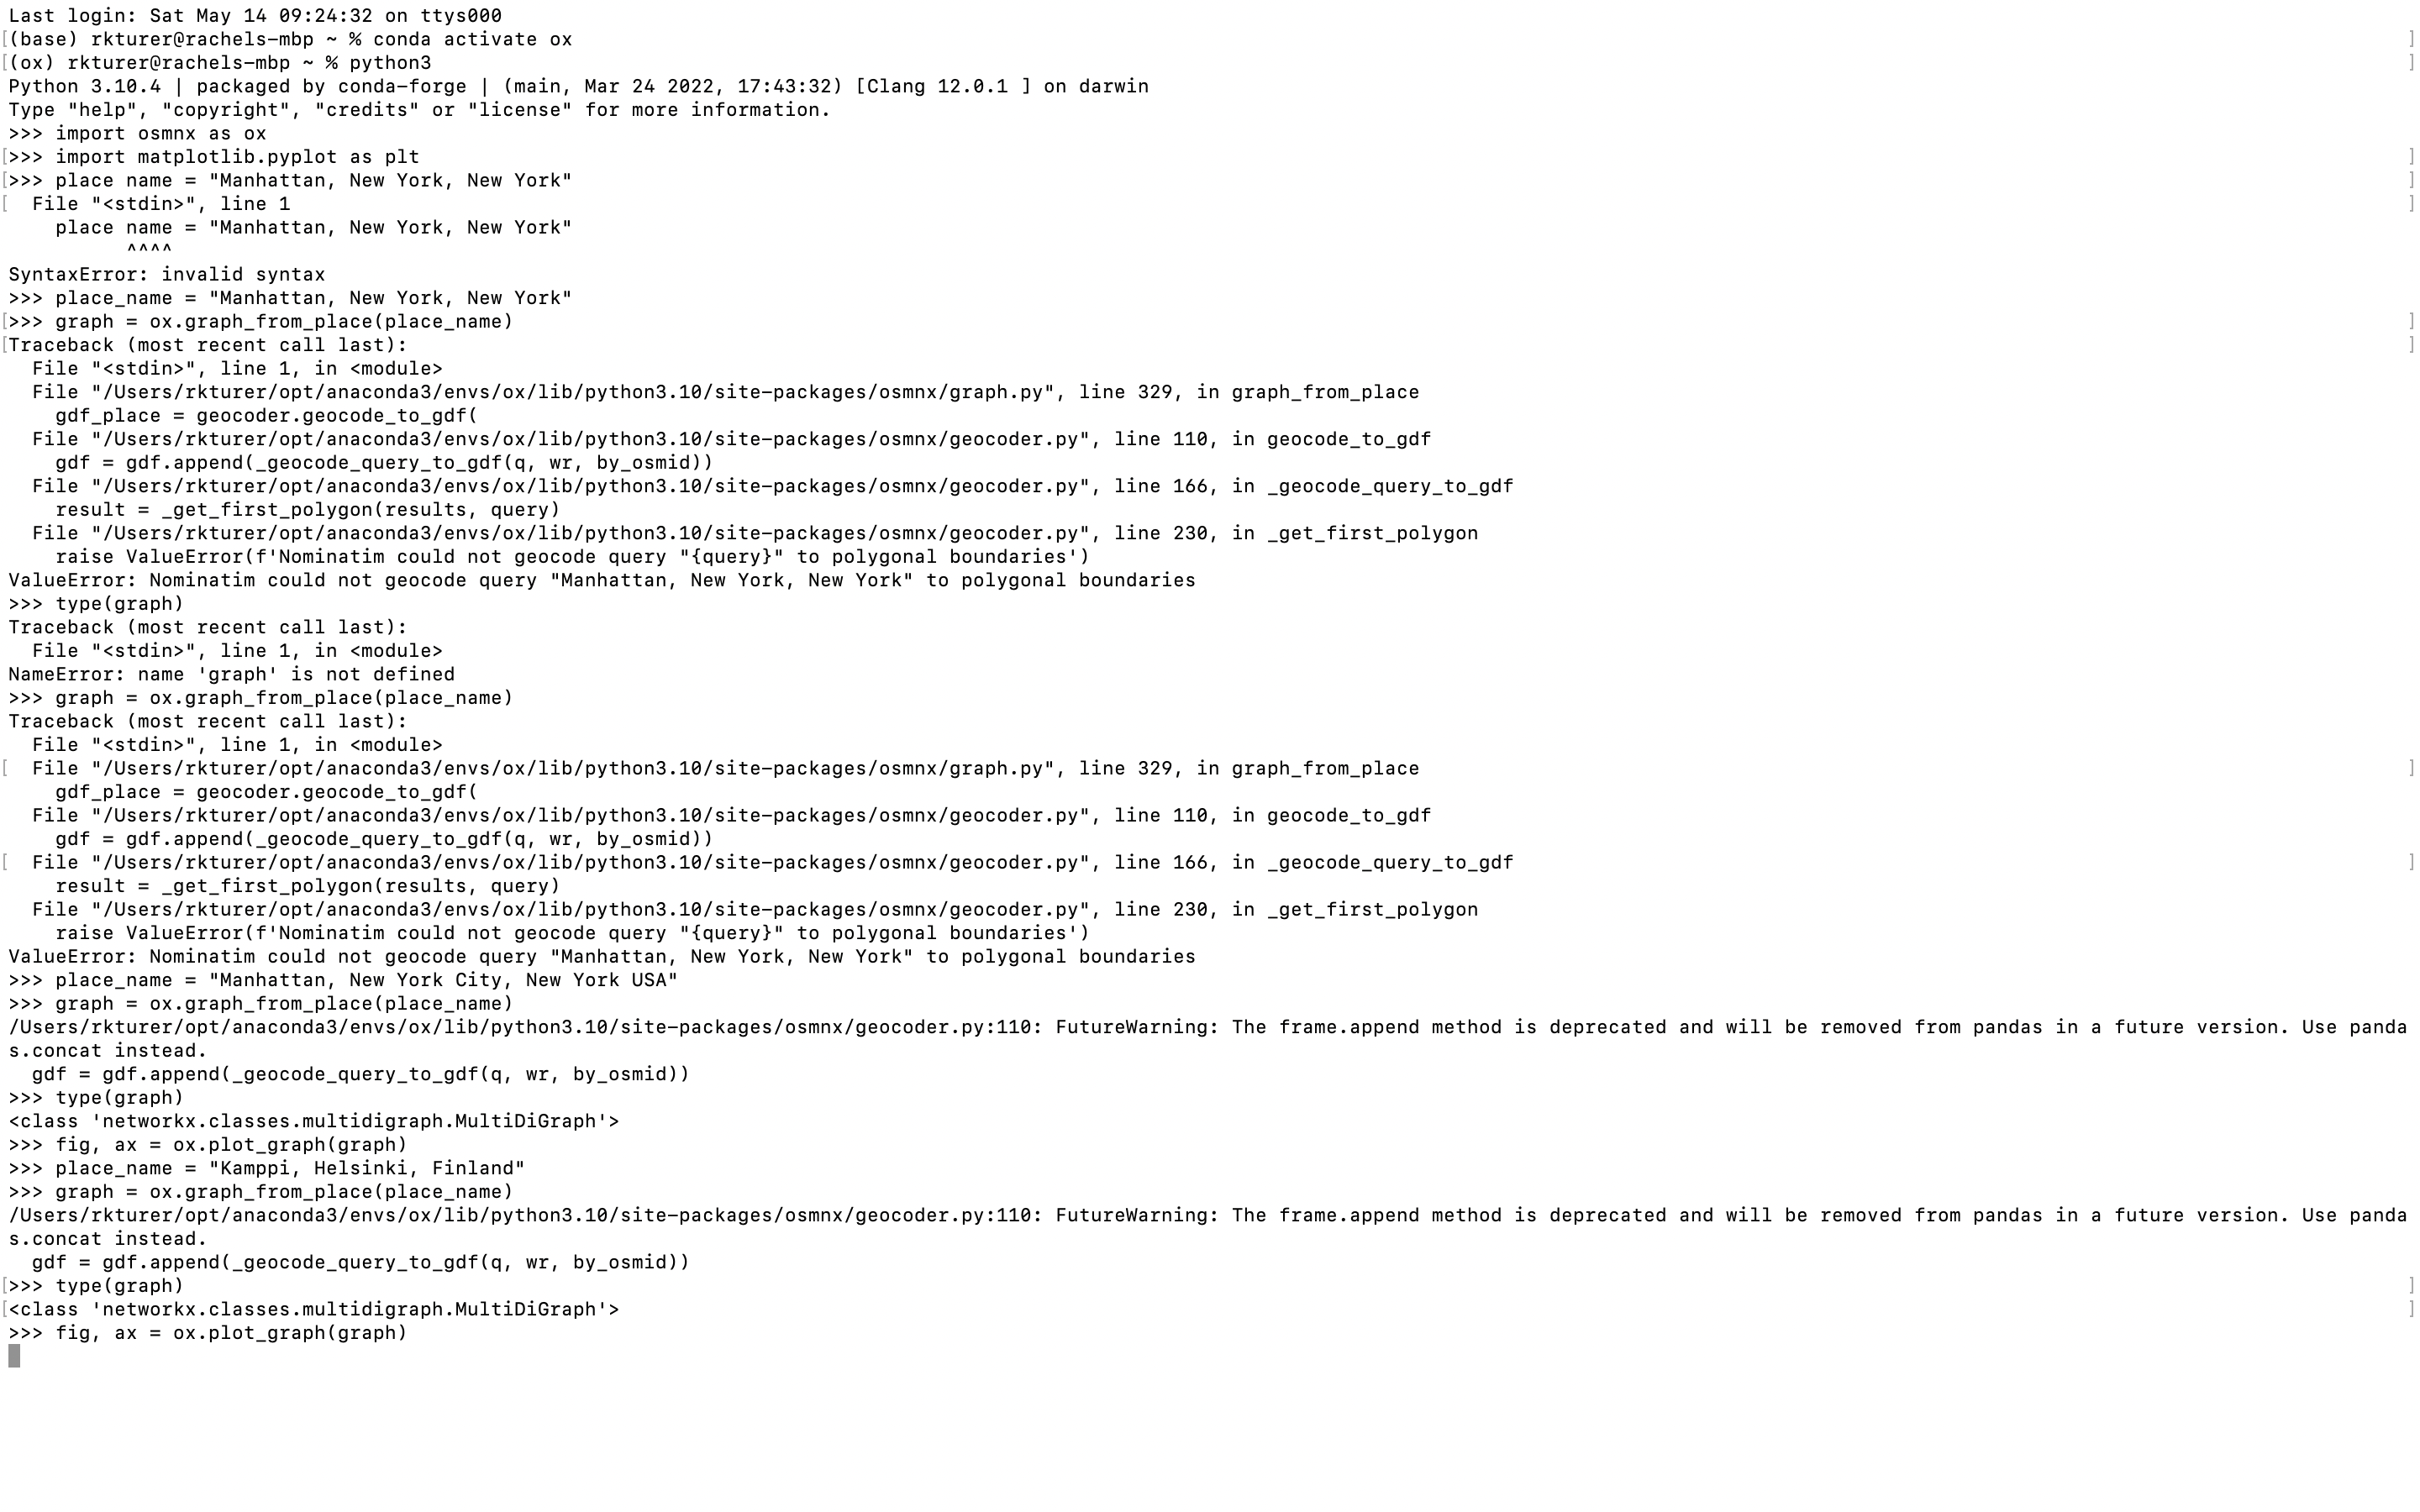 Last login: Sat May 14 09:24:32 on ttys000
[(base) rkturer@rachels-mbp ~ % conda activate ox ]
[(ox) rkturer@rachels-mbp ~ % python3 ]
Python 3.10.4 | packaged by conda-forge | (main, Mar 24 2022, 17:43:32) [Clang 12.0.1 ] on darwin
Type "help", "copyright", "credits" or "license" for more information.
>>> import osmnx as ox
[>>> import matplotlib.pyplot as plt ]
[>>> place name = "Manhattan, New York, New York" ]
[  File "<stdin>", line 1 ]
    place name = "Manhattan, New York, New York"
          ^^^^
SyntaxError: invalid syntax
>>> place_name = "Manhattan, New York, New York"
[>>> graph = ox.graph_from_place(place_name) ]
[Traceback (most recent call last): ]
  File "<stdin>", line 1, in <module>
  File "/Users/rkturer/opt/anaconda3/envs/ox/lib/python3.10/site-packages/osmnx/graph.py", line 329, in graph_from_place
    gdf_place = geocoder.geocode_to_gdf(
  File "/Users/rkturer/opt/anaconda3/envs/ox/lib/python3.10/site-packages/osmnx/geocoder.py", line 110, in geocode_to_gdf
    gdf = gdf.append(_geocode_query_to_gdf(q, wr, by_osmid))
  File "/Users/rkturer/opt/anaconda3/envs/ox/lib/python3.10/site-packages/osmnx/geocoder.py", line 166, in _geocode_query_to_gdf
    result = _get_first_polygon(results, query)
  File "/Users/rkturer/opt/anaconda3/envs/ox/lib/python3.10/site-packages/osmnx/geocoder.py", line 230, in _get_first_polygon
    raise ValueError(f'Nominatim could not geocode query "{query}" to polygonal boundaries')
ValueError: Nominatim could not geocode query "Manhattan, New York, New York" to polygonal boundaries
>>> type(graph)
Traceback (most recent call last):
  File "<stdin>", line 1, in <module>
NameError: name 'graph' is not defined
>>> graph = ox.graph_from_place(place_name)
Traceback (most recent call last):
  File "<stdin>", line 1, in <module>
[  File "/Users/rkturer/opt/anaconda3/envs/ox/lib/python3.10/site-packages/osmnx/graph.py", line 329, in graph_from_place ]
    gdf_place = geocoder.geocode_to_gdf(
  File "/Users/rkturer/opt/anaconda3/envs/ox/lib/python3.10/site-packages/osmnx/geocoder.py", line 110, in geocode_to_gdf
    gdf = gdf.append(_geocode_query_to_gdf(q, wr, by_osmid))
[  File "/Users/rkturer/opt/anaconda3/envs/ox/lib/python3.10/site-packages/osmnx/geocoder.py", line 166, in _geocode_query_to_gdf ]
    result = _get_first_polygon(results, query)
  File "/Users/rkturer/opt/anaconda3/envs/ox/lib/python3.10/site-packages/osmnx/geocoder.py", line 230, in _get_first_polygon
    raise ValueError(f'Nominatim could not geocode query "{query}" to polygonal boundaries')
ValueError: Nominatim could not geocode query "Manhattan, New York, New York" to polygonal boundaries
>>> place_name = "Manhattan, New York City, New York USA"
>>> graph = ox.graph_from_place(place_name)
/Users/rkturer/opt/anaconda3/envs/ox/lib/python3.10/site-packages/osmnx/geocoder.py:110: FutureWarning: The frame.append method is deprecated and will be removed from pandas in a future version. Use panda
s.concat instead.
  gdf = gdf.append(_geocode_query_to_gdf(q, wr, by_osmid))
>>> type(graph)
<class 'networkx.classes.multidigraph.MultiDiGraph'>
>>> fig, ax = ox.plot_graph(graph)
>>> place_name = "Kamppi, Helsinki, Finland"
>>> graph = ox.graph_from_place(place_name)
/Users/rkturer/opt/anaconda3/envs/ox/lib/python3.10/site-packages/osmnx/geocoder.py:110: FutureWarning: The frame.append method is deprecated and will be removed from pandas in a future version. Use panda
s.concat instead.
  gdf = gdf.append(_geocode_query_to_gdf(q, wr, by_osmid))
[>>> type(graph) ]
[<class 'networkx.classes.multidigraph.MultiDiGraph'> ]
>>> fig, ax = ox.plot_graph(graph)